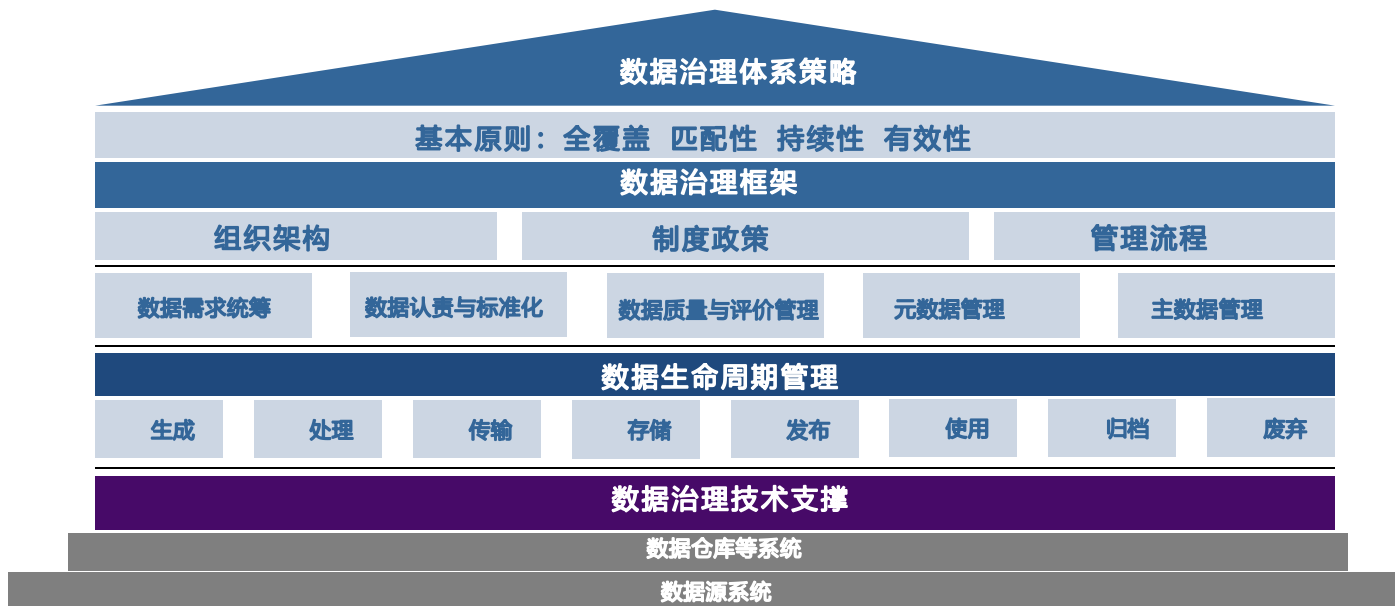 数据治理体系策略
基本原则：全覆盖 匹配性 持续性 有效性
数据治理框架
组织架构 制度政策 管理流程
数据需求统筹 数据认责与标准化 数据质量与评价管理 元数据管理 主数据管理
数据生命周期管理
生成 处理 传输 存储 发布 使用 归档 废弃
数据治理技术支撑
数据仓库等系统
数据源系统